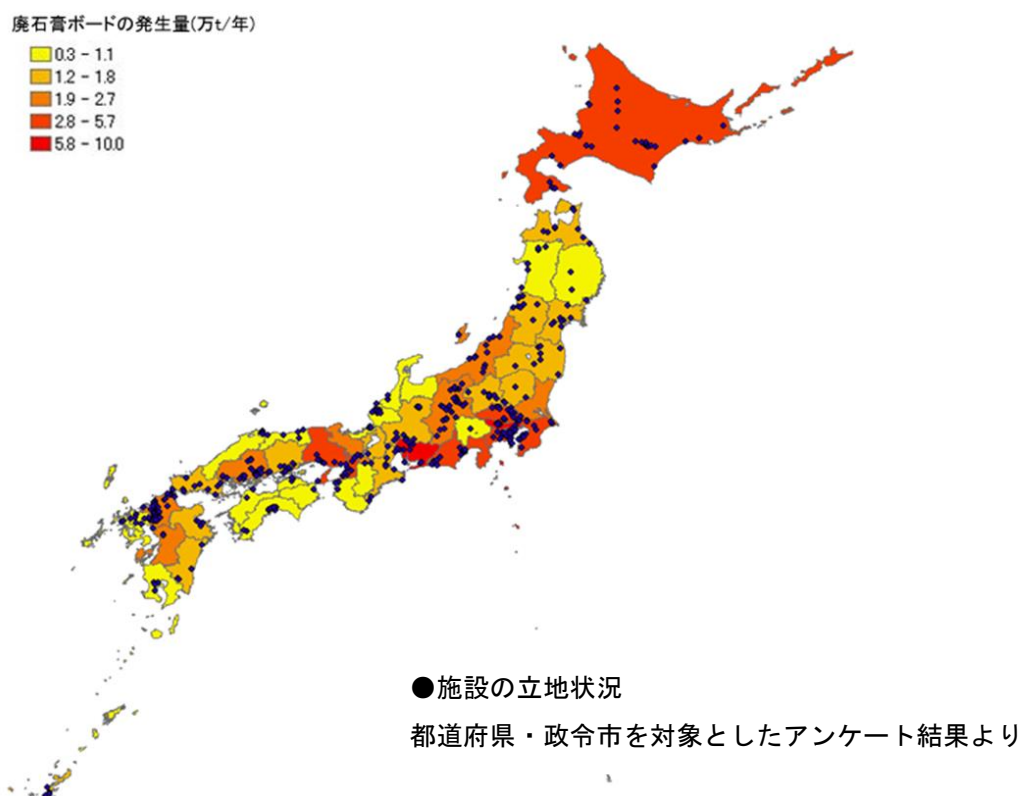 廃石膏ボードの発生量(万t/年)
0.3 - 1.1
1.2 - 1.8
1.9 - 2.7
2.8 - 5.7
5.8 - 10.0
●施設の立地状況
都道府県・政令市を対象としたアンケート結果より